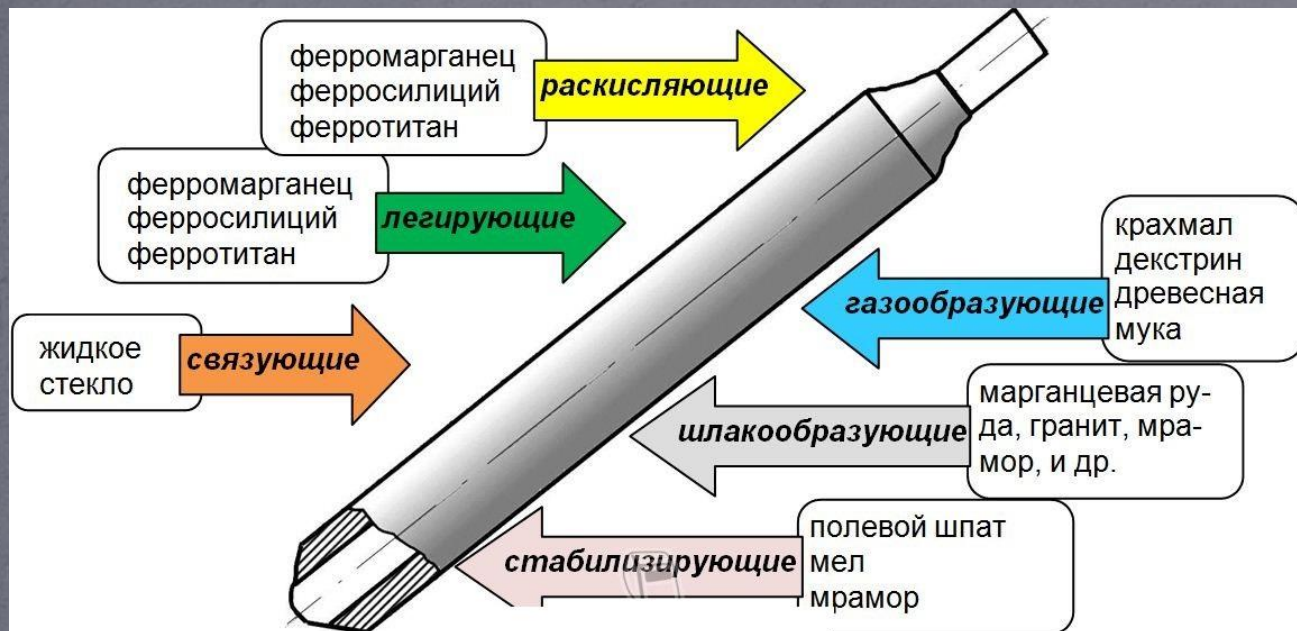 ферромарганец
ферросилиций
ферротитан
раскисляющие
ферромарганец
ферросилиций
ферротитан
легирующие
жидкое
стекло
связующие
газообразующие
крахмал
декстрин
древесная
мука
шлакообразующие
марганцевая ру-
да, гранит, мра-
мор, и др.
стабилизирующие
полевой шпат
мел
мрамор